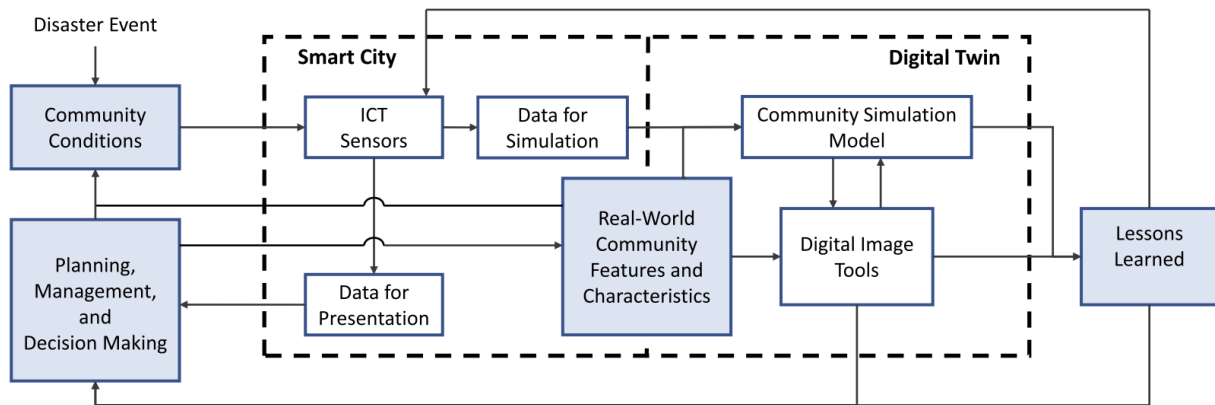 Disaster Event
Smart City
Digital Twin
Community
Conditions
ICT
Sensors
Data for
Simulation
Community Simulation
Model
Planning,
Management,
and
Decision Making
Data for
Presentation
Real-World
Community
Features and
Characteristics
Digital Image
Tools
Lessons
Learned